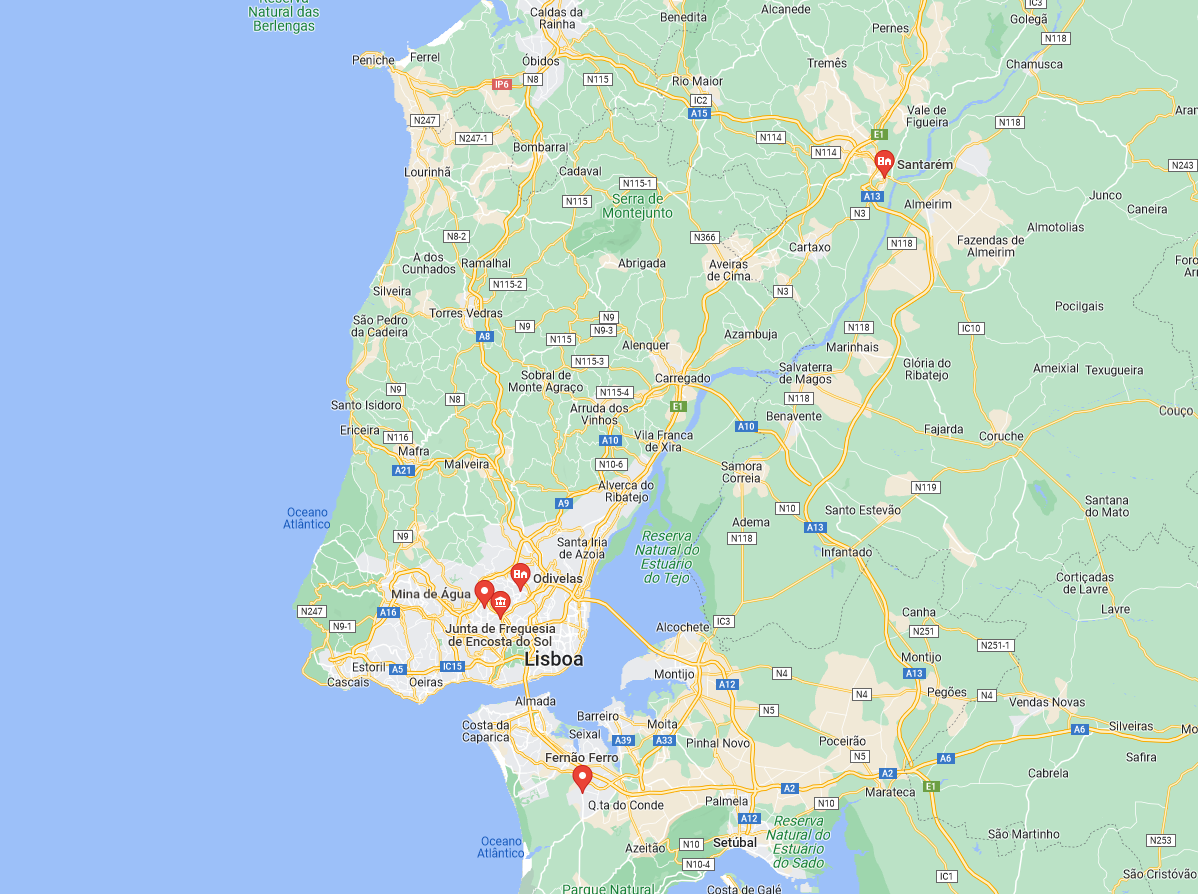 Reserva
Natural das
Berlengas
Caldas da
Rainha
Benedita
Alcanede
IC3
Golegã
Pernes
N118
Peniche
Ferrel
Óbidos
Tremês
Chamusca
IP6
N8
N115
Rio Maior
IC2
A15
Vale de
Figueira
N118
N247
N247-1
E1
N114
N114
Bombarral
Santarém
N243
Lourinhã
Cadaval
N115-1
A13
Junco
N115
Serra de
Montejunto
N3
Almeirim
Caneira
N8-2
N366
N118
Almotolias
Cartaxo
Fazendas de
Almeirim
A dos
Cunhados
Ramalhal
Abrigada
Aveiras
de Cima
N115-2
Silveira
N3
Pocilgais
Torres Vedras
São Pedro
da Cadeira
N9
N9
N9-3
N118
IC10
A8
N115
Alenquer
Azambuja
Marinhais
N115-3
Glória do
Ribatejo
Ameixial
Texugueira
Sobral de
Monte Agraço
Carregado
Salvaterra
de Magos
N9
N8
N115-4
N118
Santo Isidoro
Arruda dos
Vinhos
E1
Benavente
Couço
Ericeira
N116
A10
A10
Fajarda
Coruche
Mafra
Vila Franca
de Xira
A21
Malveira
N10-6
Samora
Correia
Alverca do
Ribatejo
N119
A9
N10
Santana
do Mato
Oceano
Atlântico
Santo Estevão
Adema
A13
N9
N118
Santa Iria
de Azoia
Reserva
Natural do
Estuário
do Tejo
Infantado
Odivelas
Cortiçadas
de Lavre
Mina de Água
N247
A16
Lavre
N9-1
Canha
Junta de Freguesia
de Encosta do Sol
Alcochete
IC3
N251
N251-1
Lisboa
Montijo
Estoril
A5
IC15
Cascais
Oeiras
Montijo
N4
A13
A12
N4
Pegões
N4
Almada
Vendas Novas
N5
Costa da
Caparica
Barreiro
Moita
Seixal
A39
A33
Pinhal Novo
Poceirão
A6
Silveiras
Fernão Ferro
N5
A6
Safira
A2
Cabrela
A2
E1
Marateca
Q.ta do Conde
Palmela
N10
A12
Reserva
Natural do
Estuario
do Sado
São Martinho
Oceano
Atlântico
Azeitão
N10
Setúbal
N253
N10-4
IC1
São Cristóvão
Parque Natural
Costa de Galé